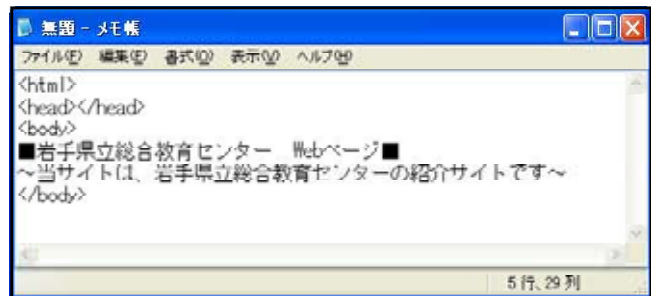 無題 - メモ帳
ファイル(F) 編集(E) 書式(O) 表示(V) ヘルプ(H)
<html>
<head></head>
<body>
■岩手県立総合教育センター　Webページ■
～当サイトは、岩手県立総合教育センターの紹介サイトです～
</body>
5 行、29 列